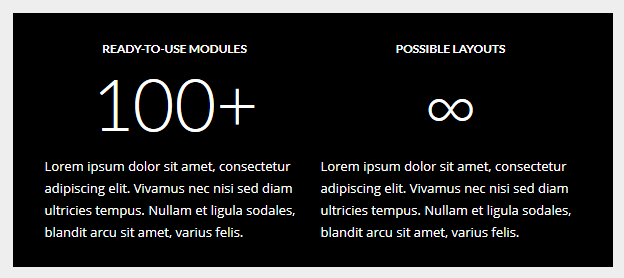 READY-TO-USE MODULES
100+
Lorem ipsum dolor sit amet, consectetur
adipiscing elit. Vivamus nec nisi sed diam
ultricies tempus. Nullam et ligula sodales,
blandit arcu sit amet, varius felis.
POSSIBLE LAYOUTS
∞
Lorem ipsum dolor sit amet, consectetur
adipiscing elit. Vivamus nec nisi sed diam
ultricies tempus. Nullam et ligula sodales,
blandit arcu sit amet, varius felis.